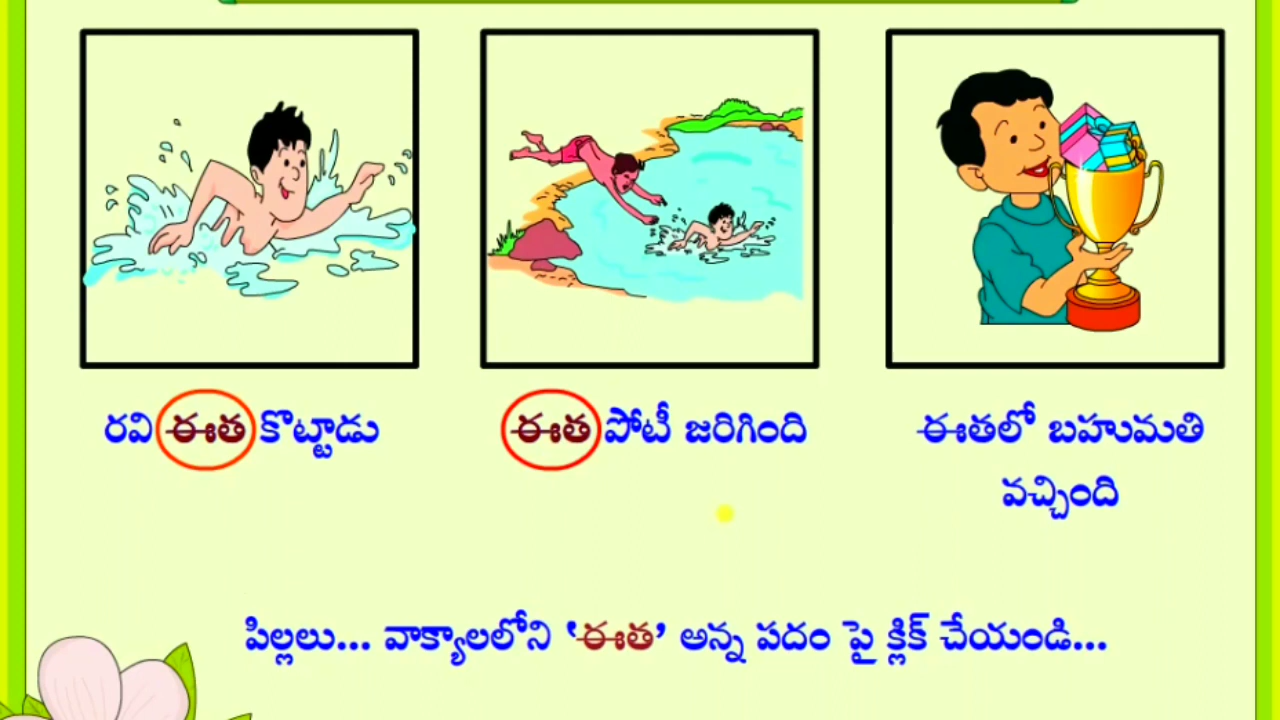 రవి ఈత కొట్టాడు
ఈత పోటీ జరిగింది
ఈతలో బహుమతి
వచ్చింది
పిల్లలు... వాక్యాలలోని ‘ఈత’ అన్న పదం పై క్లిక్ చేయండి...